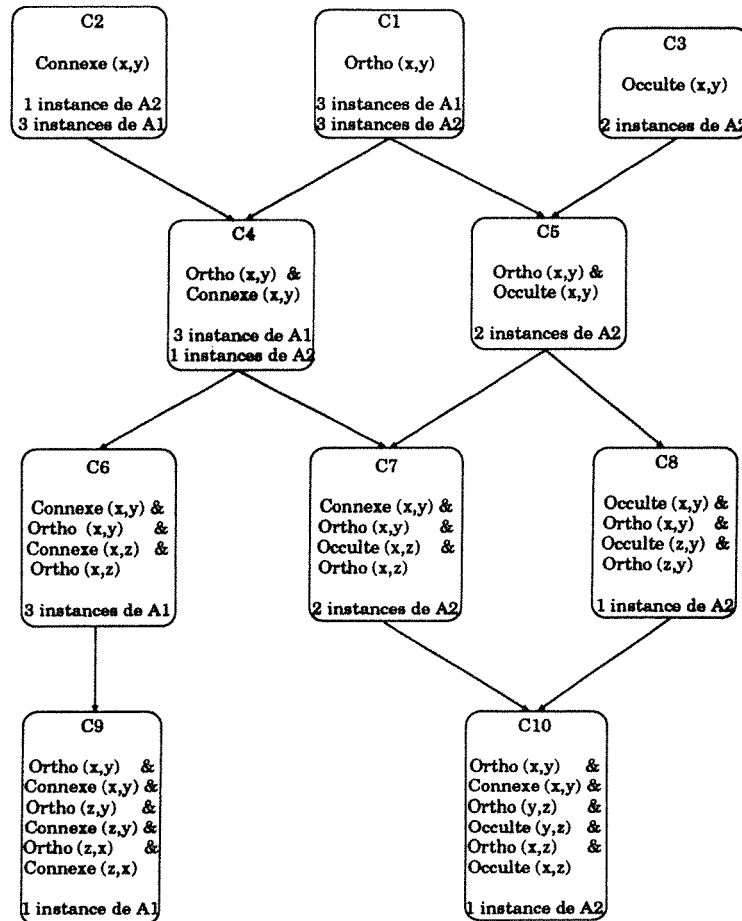 C2
Connexe (x,y)
1 instance de A2
3 instances de A1
C1
Ortho (x,y)
3 instances de A1
3 instances de A2
C3
Occulte (x,y)
2 instances de A2
C4
Ortho (x,y) &
Connexe (x,y)
3 instance de A1
1 instances de A2
C5
Ortho (x,y) &
Occulte (x,y)
2 instances de A2
C6
Connexe (x,y) &
Ortho (x,y) &
Connexe (x,z) &
Ortho (x,z)
3 instances de A1
C7
Connexe (x,y) &
Ortho (x,y) &
Occulte (x,z) &
Ortho (x,z)
2 instances de A2
C8
Occulte (x,y) &
Ortho (x,y) &
Occulte (z,y) &
Ortho (z,y)
1 instance de A2
C9
Ortho (x,y) &
Connexe (x,y) &
Ortho (z,y) &
Connexe (z,y) &
Ortho (z,x) &
Connexe (z,x)
1 instance de A1
C10
Ortho (x,y) &
Connexe (x,y) &
Ortho (y,z) &
Occulte (y,z) &
Ortho (x,z) &
Occulte (x,z)
1 instance de A2